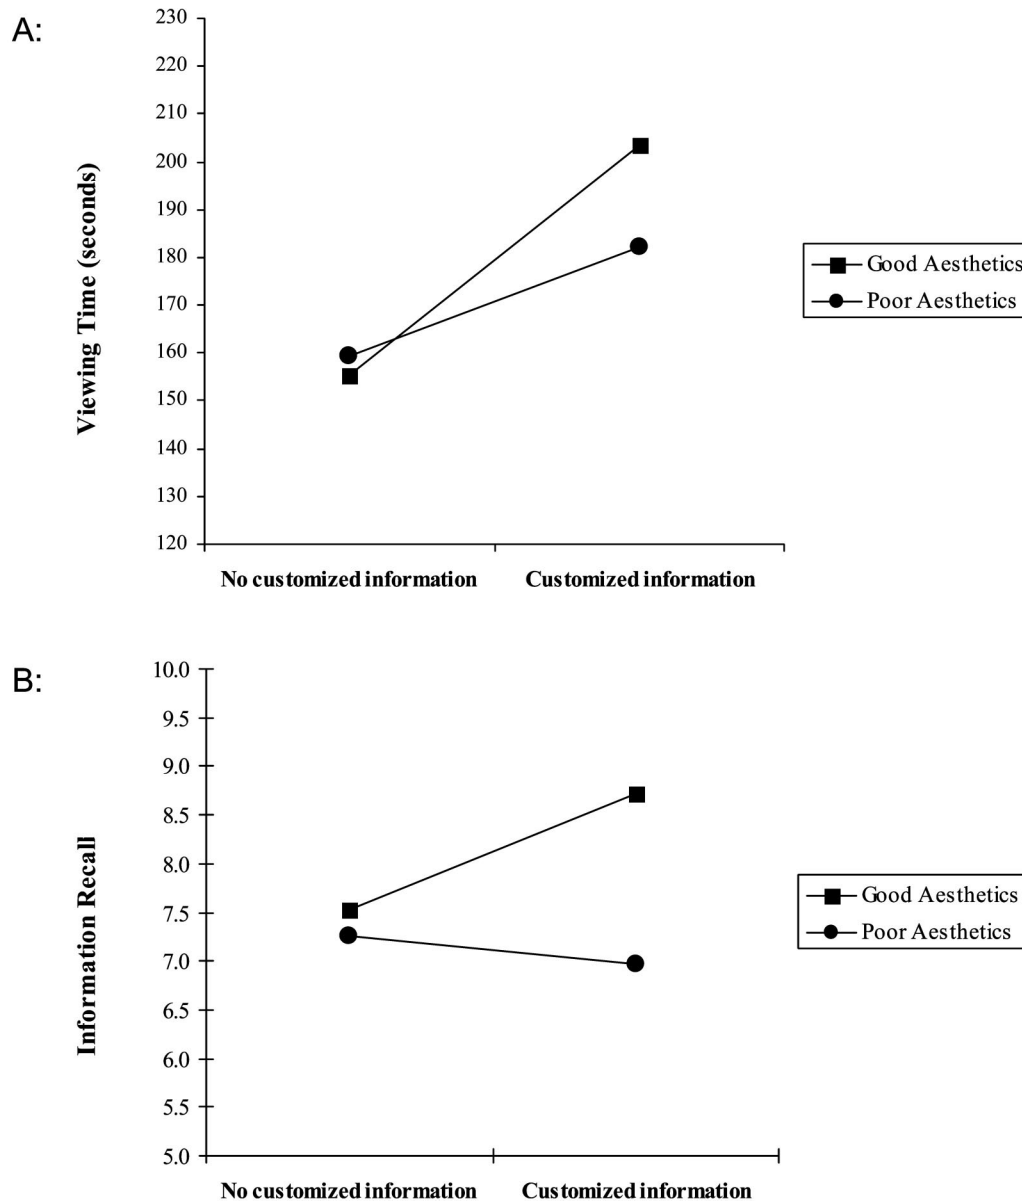 A:
230
220
210
200
190
180
170
160
150
140
130
120
Viewing Time (seconds)
No customized information
Customized information
Good Aesthetics
Poor Aesthetics
B:
10.0
9.5
9.0
8.5
8.0
7.5
7.0
6.5
6.0
5.5
5.0
Information Recall
No customized information
Customized information
Good Aesthetics
Poor Aesthetics